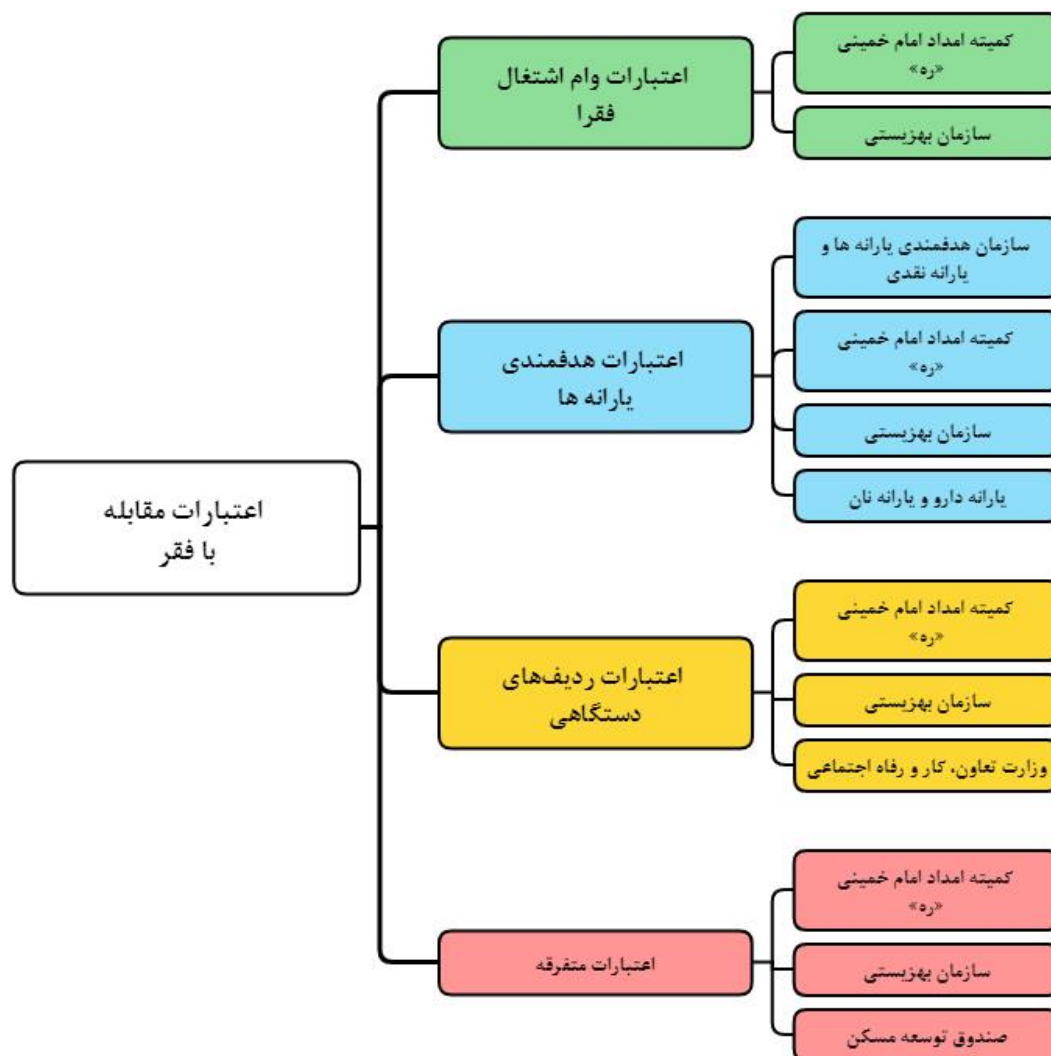 اعتبارات مقابله
با فقر
اعتبارات وام اشتغال
فقرا
کمیته امداد امام خمینی
«ره»
سازمان بهزیستی
اعتبارات هدفمندی
یارانه ها
سازمان هدفمندی یارانه ها و
یارانه نقدی
کمیته امداد امام خمینی
«ره»
سازمان بهزیستی
یارانه دارو و یارانه نان
اعتبارات ردیف‌های
دستگاهی
کمیته امداد امام خمینی
«ره»
سازمان بهزیستی
وزارت تعاون، کار و رفاه اجتماعی
اعتبارات متفرقه
کمیته امداد امام خمینی
«ره»
سازمان بهزیستی
صندوق توسعه مسکن